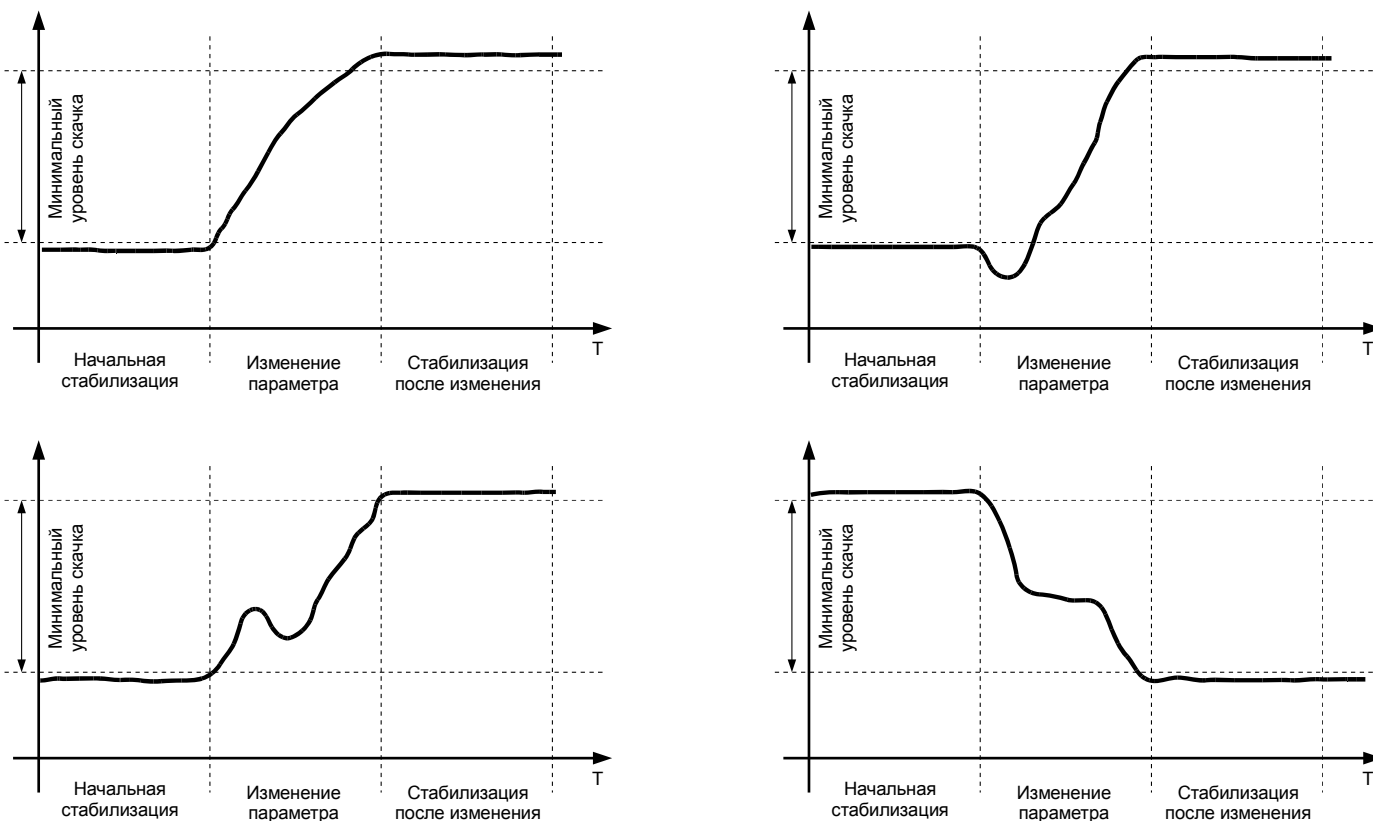 Минимальный
уровень скачка
T
Начальная
стабилизация
Изменение
параметра
Стабилизация
после изменения
Минимальный
уровень скачка
T
Начальная
стабилизация
Изменение
параметра
Стабилизация
после изменения
Минимальный
уровень скачка
T
Начальная
стабилизация
Изменение
параметра
Стабилизация
после изменения
Минимальный
уровень скачка
T
Начальная
стабилизация
Изменение
параметра
Стабилизация
после изменения